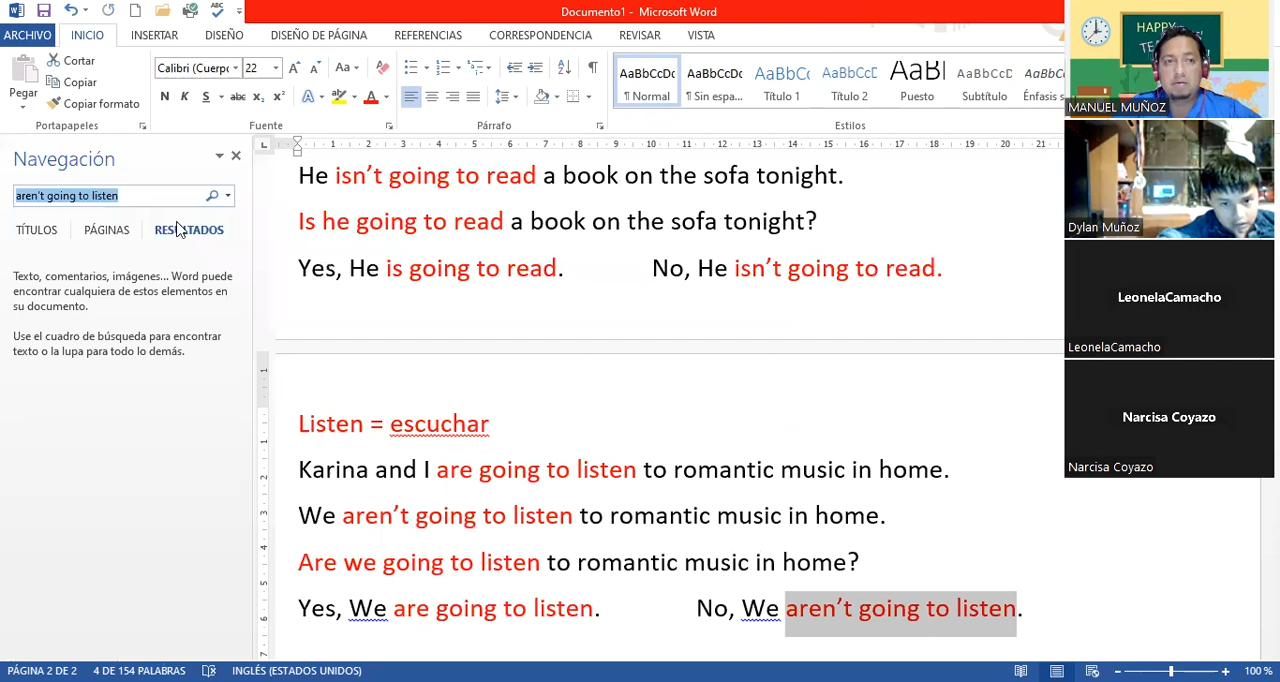 Documento1 - Microsoft Word
ARCHIVO INICIO INSERTAR DISEÑO DISEÑO DE PÁGINA REFERENCIAS CORRESPONDENCIA REVISAR VISTA
Pegar
Cortar
Copiar
Copiar formato
Portapapeles
Calibri (Cuerp 22
N K S abc x₂ x²
Fuente
Párrafo
AaBbCcDc AaBbCcDc AaBbCc AaBbCcC AaBl AaBbCcD AaBbCcD
¶ Normal ¶ Sin espa... Título 1 Título 2 Puesto Subtítulo Énfasis s
Estilos
Navegación
aren't going to listen
TÍTULOS PÁGINAS RESULTADOS
Texto, comentarios, imágenes... Word puede
encontrar cualquiera de estos elementos en
su documento.
Use el cuadro de búsqueda para encontrar
texto o la lupa para todo lo demás.
He isn't going to read a book on the sofa tonight.
Is he going to read a book on the sofa tonight?
Yes, He is going to read. No, He isn't going to read.
Listen = escuchar
Karina and I are going to listen to romantic music in home.
We aren't going to listen to romantic music in home.
Are we going to listen to romantic music in home?
Yes, We are going to listen. No, We aren't going to listen.
HAPPY
MANUEL MUÑOZ
Dylan Muñoz
LeonelaCamacho
LeonelaCamacho
Narcisa Coyazo
Narcisa Coyazo
PÁGINA 2 DE 2 4 DE 154 PALABRAS INGLÉS (ESTADOS UNIDOS) 100 %